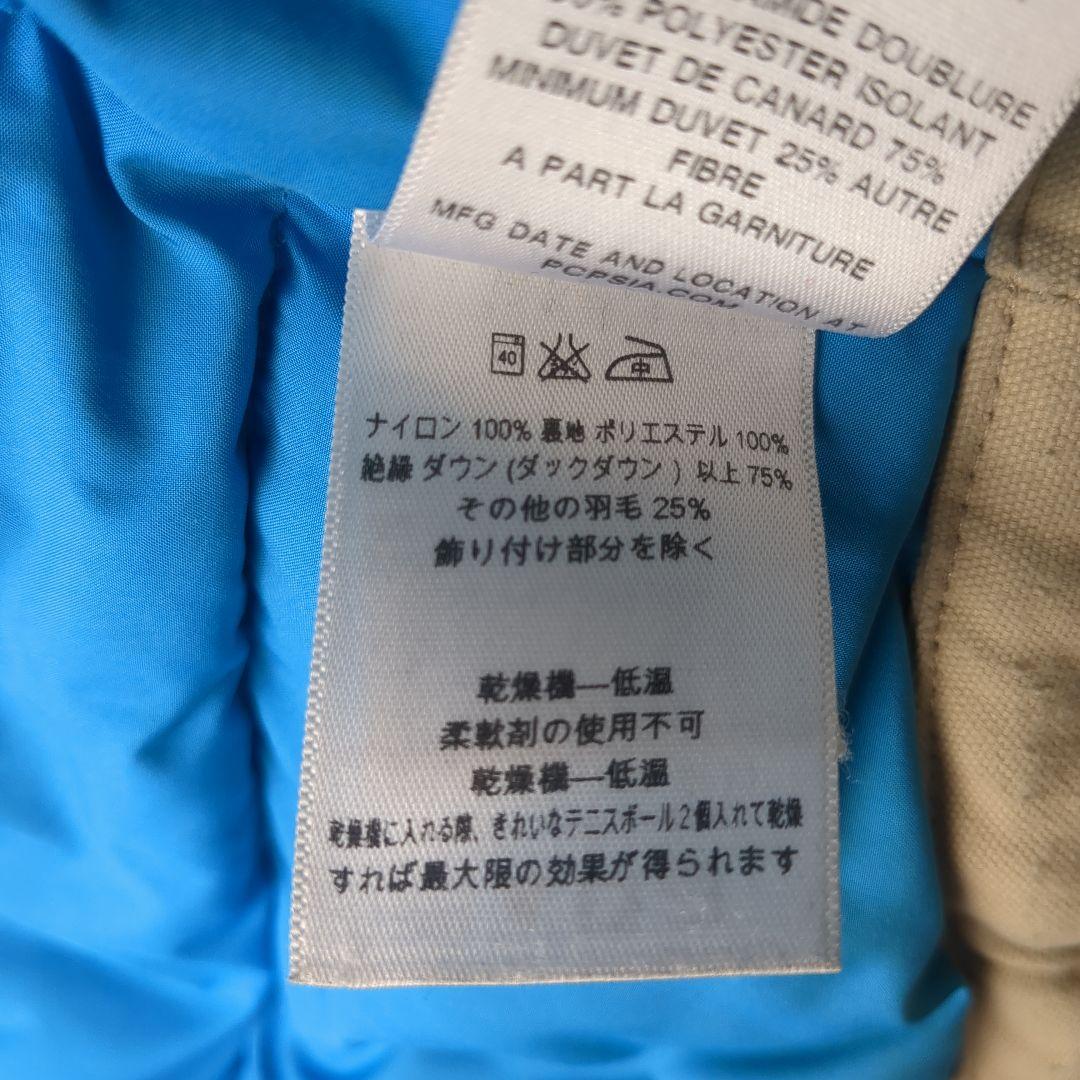 POLYESTER ISOLANT
DOUBLURE
DUVET DE CANARD 75%
MINIMUM DUVET 25% AUTRE
FIBRE
A PART LA GARNITURE
MFG DATE AND LOCATION AT
PCPSIA.COM
40
中
ナイロン 100% 裏地 ポリエステル 100%
絶縁 ダウン (ダックダウン ) 以上 75%
その他の羽毛 25%
飾り付け部分を除く
乾燥機—低温
柔軟剤の使用不可
乾燥機—低温
乾燥機に入れる際、きれいなテニスボール2個入れて乾燥
すれば最大限の効果が得られます